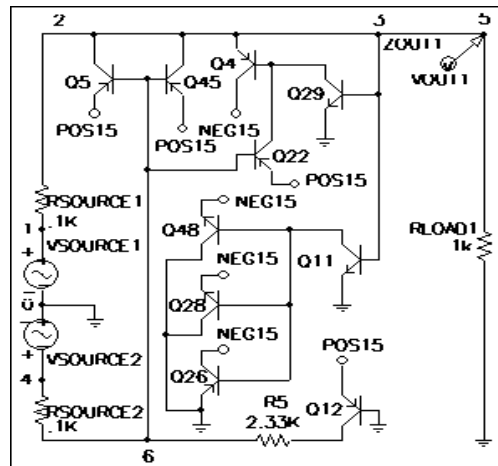 2 3 5
ZOUT1
V
VOUT1
Q5 Q45 Q4
Q29
POS15 POS15 NEG15
Q22
POS15
RSOURCE1
.1K
NEG15
1
+
VSOURCE1
Q48
NEG15
Q11
RLOAD1
1k
-
0
-
Q28
NEG15
+
VSOURCE2
Q26
POS15
4
RSOURCE2
.1K
R5
2.33K
Q12
6